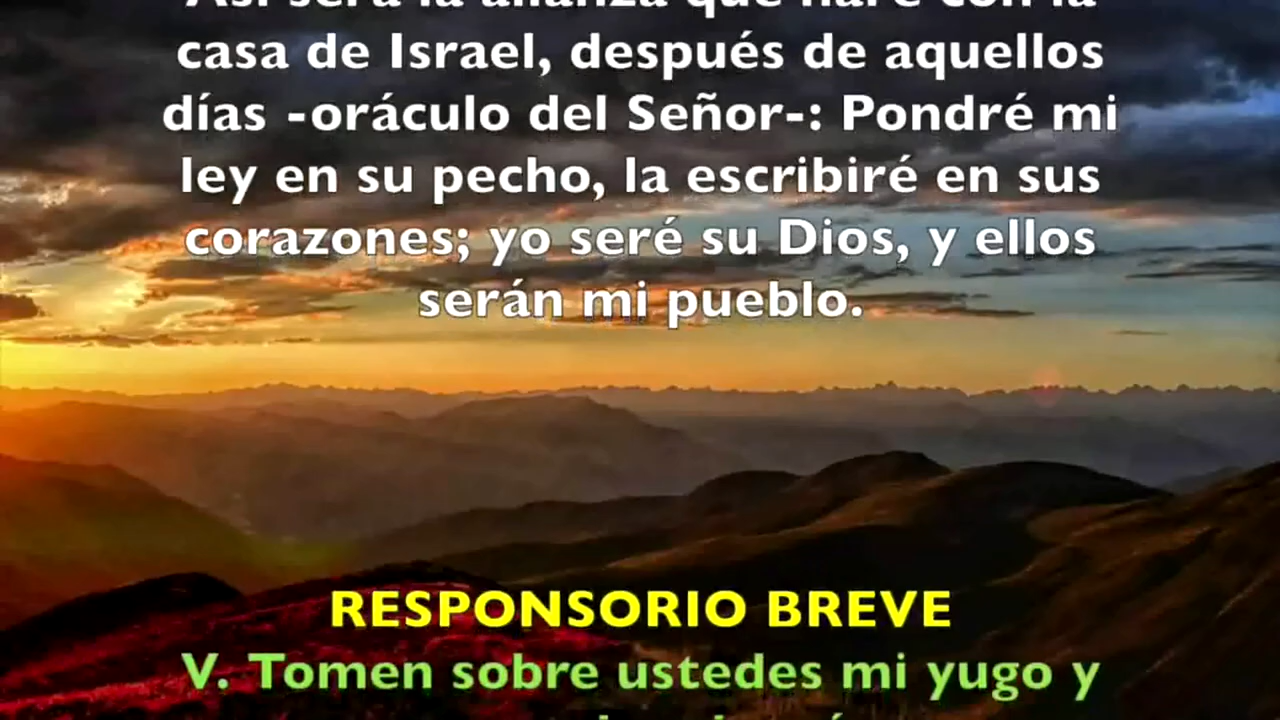 Así será la alianza que haré con la
casa de Israel, después de aquellos
días -oráculo del Señor-: Pondré mi
ley en su pecho, la escribiré en sus
corazones; yo seré su Dios, y ellos
serán mi pueblo.
RESPONSORIO BREVE
V. Tomen sobre ustedes mi yugo y